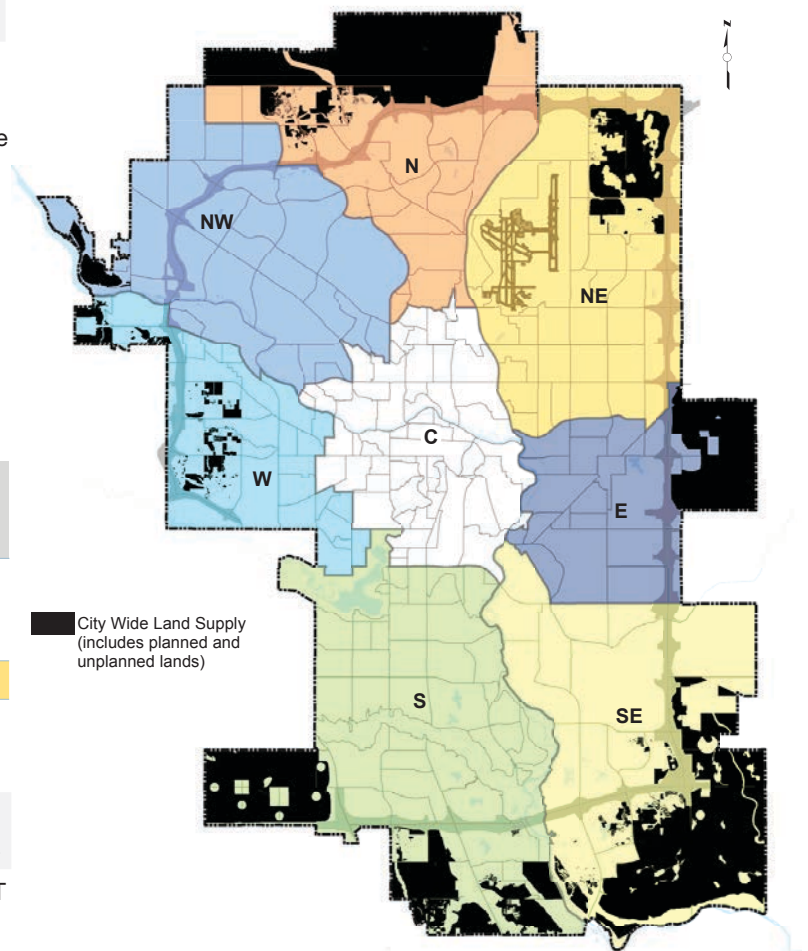 N
e
N
NW
NE
C
W
E
City Wide Land Supply
(includes planned and
unplanned lands)
S
SE
T